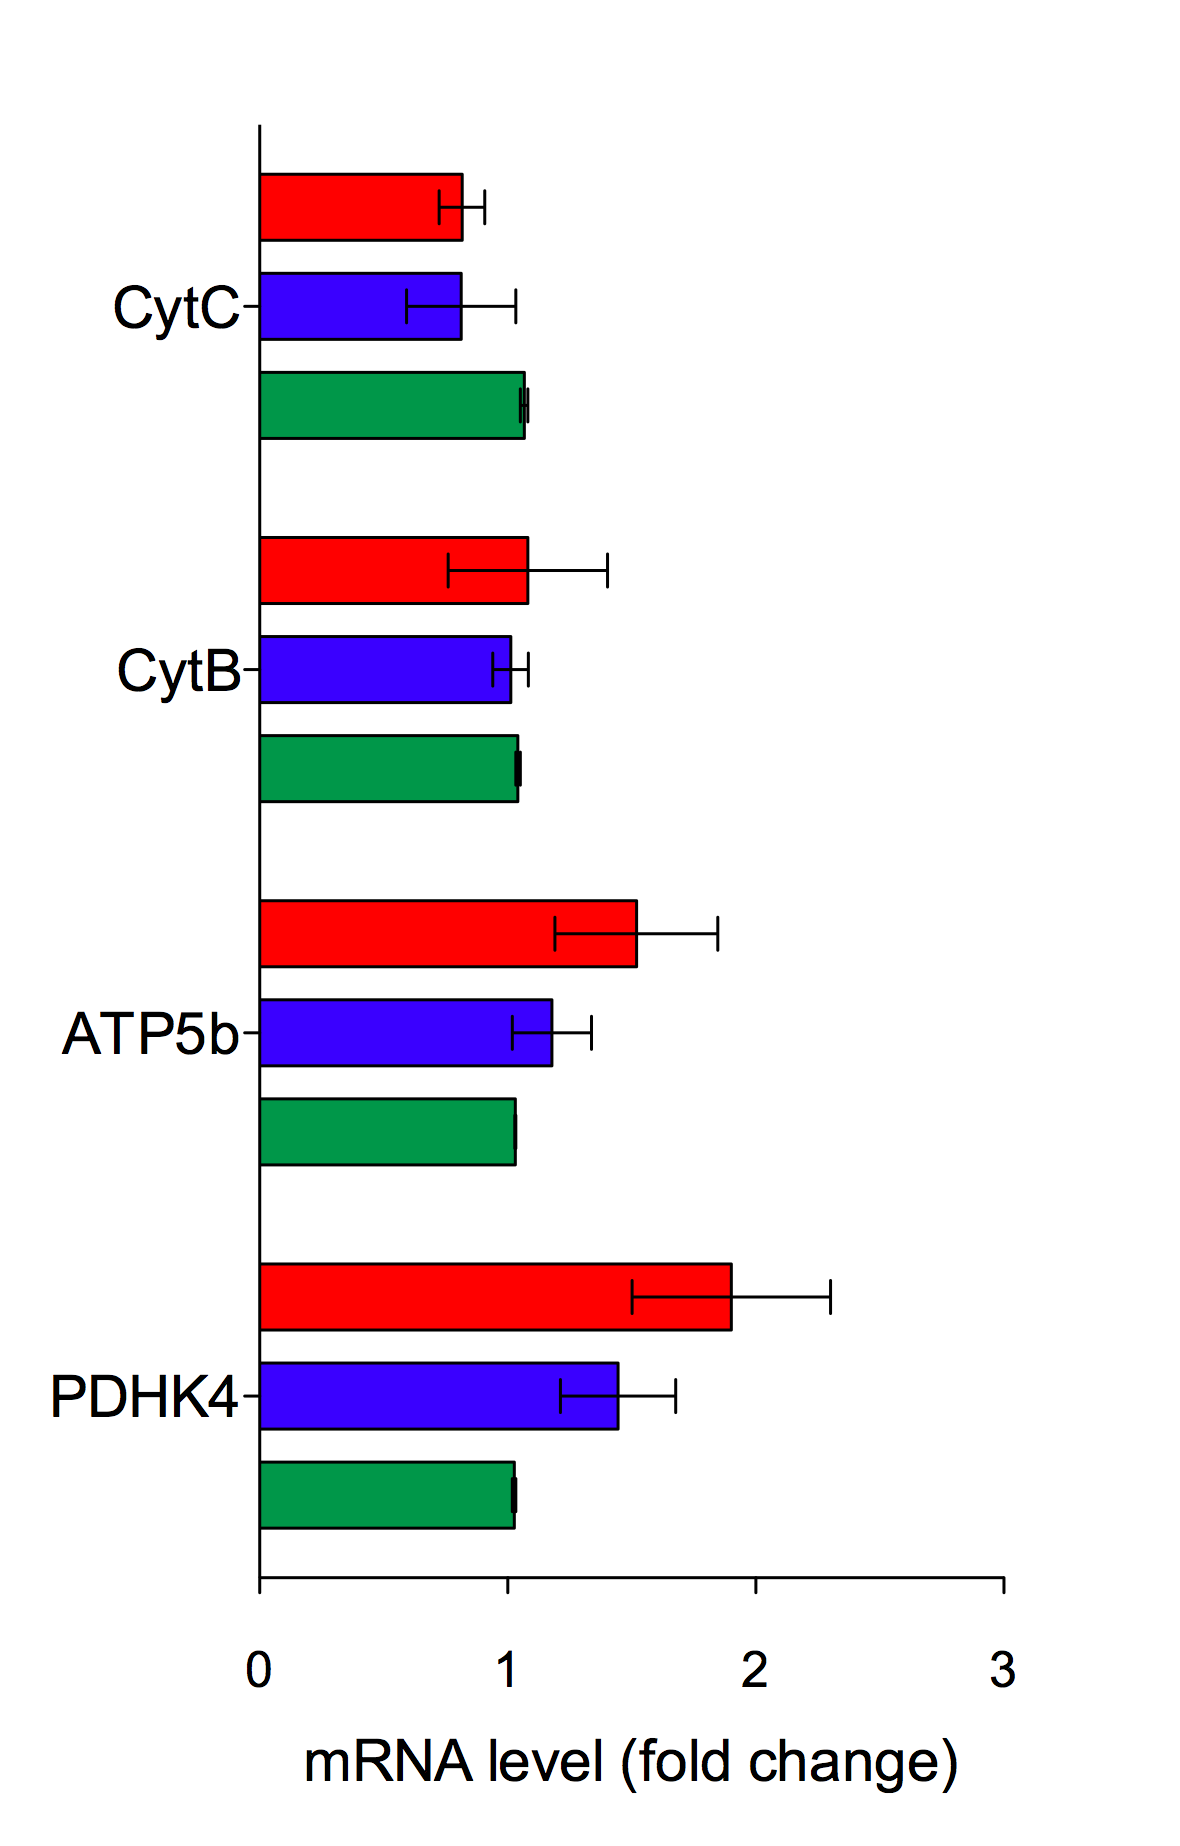 CytC
CytB
ATP5b
PDHK4
0 1 2 3
mRNA level (fold change)